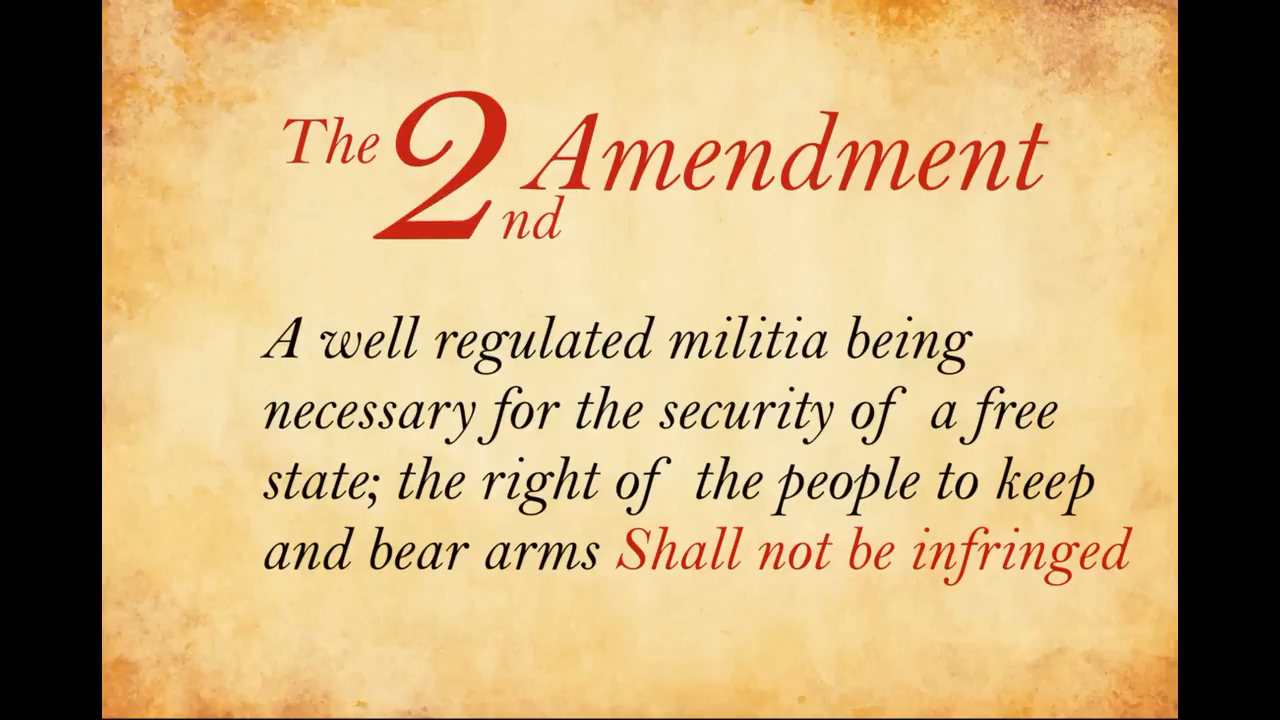 The 2nd Amendment
A well regulated militia being
necessary for the security of a free
state; the right of the people to keep
and bear arms Shall not be infringed